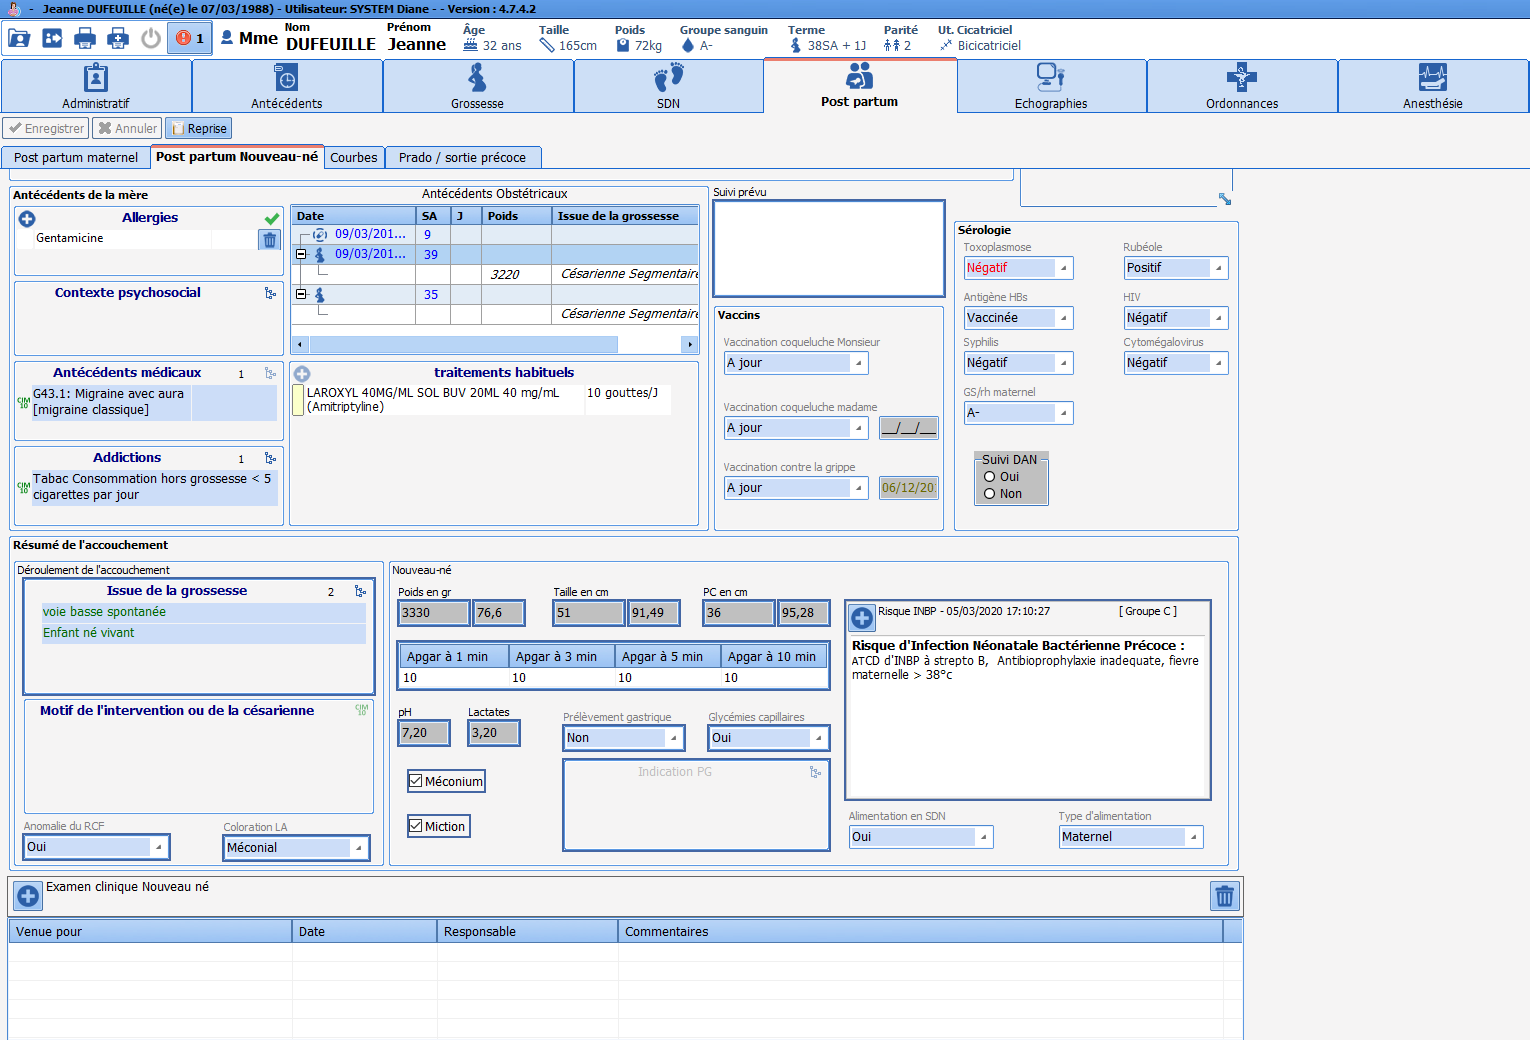 - Jeanne DUFEUILLE (né(e) le 07/03/1988) - Utilisateur: SYSTEM Diane - - Version : 4.7.4.2
1
Mme
Nom
DUFEUILLE
Prénom
Jeanne
Âge
32 ans
Taille
165cm
Poids
72kg
Groupe sanguin
A-
Terme
38SA + 1J
Parité
2
Ut. Cicatriciel
Bicicatriciel
Administratif
Antécédents
Grossesse
SDN
Post partum
Echographies
Ordonnances
Anesthésie
Enregistrer
Annuler
Reprise
Post partum maternel
Post partum Nouveau-né
Courbes
Prado / sortie précoce
Antécédents de la mère
Allergies
Gentamicine
Contexte psychosocial
Antécédents médicaux 1
CIM 10
G43.1: Migraine avec aura
[migraine classique]
Addictions 1
CIM 10
Tabac Consommation hors grossesse < 5
cigarettes par jour
Antécédents Obstétricaux
Date SA J Poids Issue de la grossesse
09/03/201... 9
09/03/201... 39
3220 Césarienne Segmentaire
35
Césarienne Segmentaire
traitements habituels
LAROXYL 40MG/ML SOL BUV 20ML 40 mg/mL
(Amitriptyline)
10 gouttes/J
Suivi prévu
Vaccins
Vaccination coqueluche Monsieur
A jour
Vaccination coqueluche madame
A jour
__/__/__
Vaccination contre la grippe
A jour
06/12/20
Sérologie
Toxoplasmose
Négatif
Rubéole
Positif
Antigène HBs
Vaccinée
HIV
Négatif
Syphilis
Négatif
Cytomégalovirus
Négatif
GS/rh maternel
A-
Suivi DAN
Oui
Non
Résumé de l'accouchement
Déroulement de l'accouchement
Issue de la grossesse 2
voie basse spontanée
Enfant né vivant
Motif de l'intervention ou de la césarienne
CIM 10
Anomalie du RCF
Oui
Coloration LA
Méconial
Nouveau-né
Poids en gr
3330
76,6
Taille en cm
51
91,49
PC en cm
36
95,28
Apgar à 1 min Apgar à 3 min Apgar à 5 min Apgar à 10 min
10 10 10 10
pH
7,20
Lactates
3,20
Prélèvement gastrique
Non
Glycémies capillaires
Oui
Méconium
Miction
Indication PG
Risque INBP - 05/03/2020 17:10:27 [ Groupe C ]
Risque d'Infection Néonatale Bactérienne Précoce :
ATCD d'INBP à strepto B, Antibioprophylaxie inadequate, fievre
maternelle > 38°c
Alimentation en SDN
Oui
Type d'alimentation
Maternel
Examen clinique Nouveau né
Venue pour Date Responsable Commentaires